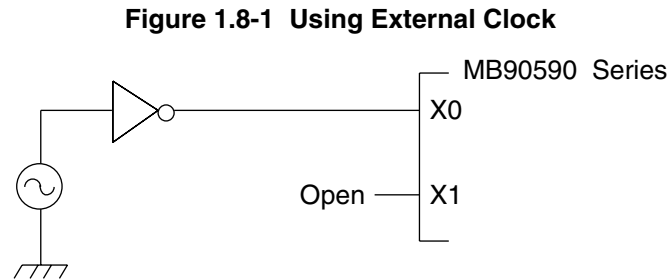 Figure 1.8-1 Using External Clock
MB90590 Series
X0
Open
X1